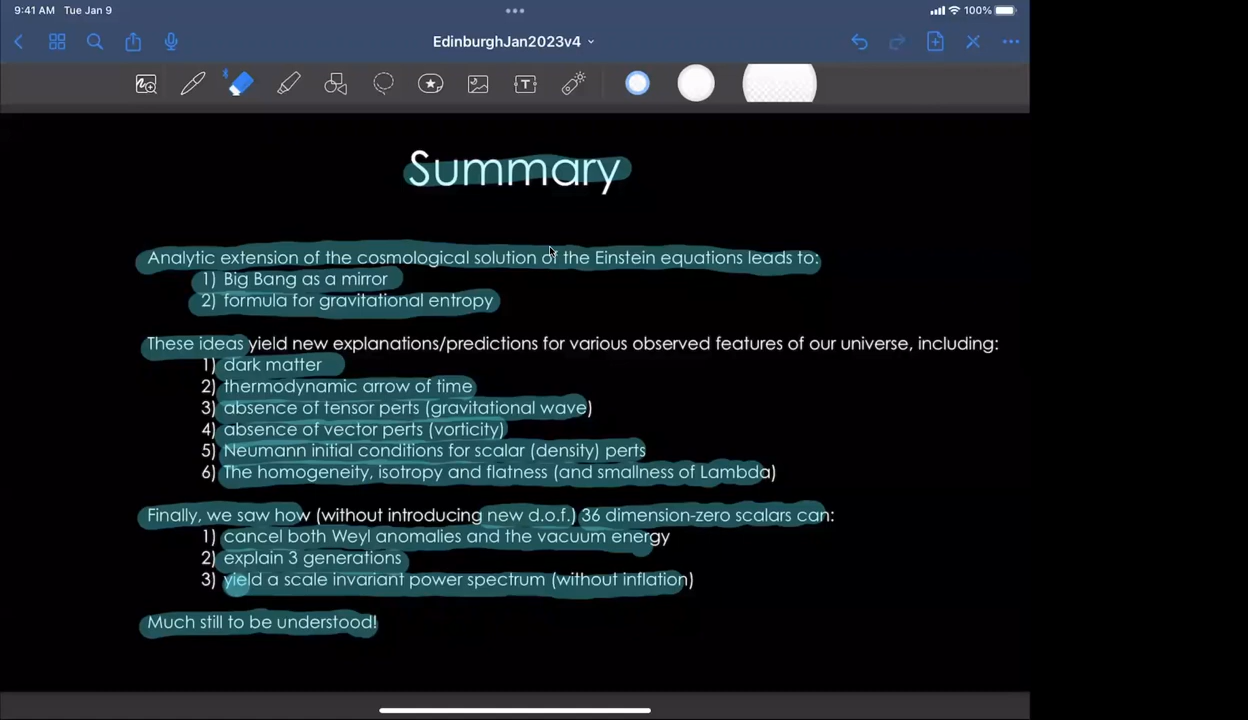 9:41 AM Tue Jan 9
100%
EdinburghJan2023v4
T
Summary
Analytic extension of the cosmological solution of the Einstein equations leads to:
1) Big Bang as a mirror
2) formula for gravitational entropy
These ideas yield new explanations/predictions for various observed features of our universe, including:
1) dark matter
2) thermodynamic arrow of time
3) absence of tensor perts (gravitational wave)
4) absence of vector perts (vorticity)
5) Neumann initial conditions for scalar (density) perts
6) The homogeneity, isotropy and flatness (and smallness of Lambda)
Finally, we saw how (without introducing new d.o.f.) 36 dimension-zero scalars can:
1) cancel both Weyl anomalies and the vacuum energy
2) explain 3 generations
3) yield a scale invariant power spectrum (without inflation)
Much still to be understood!